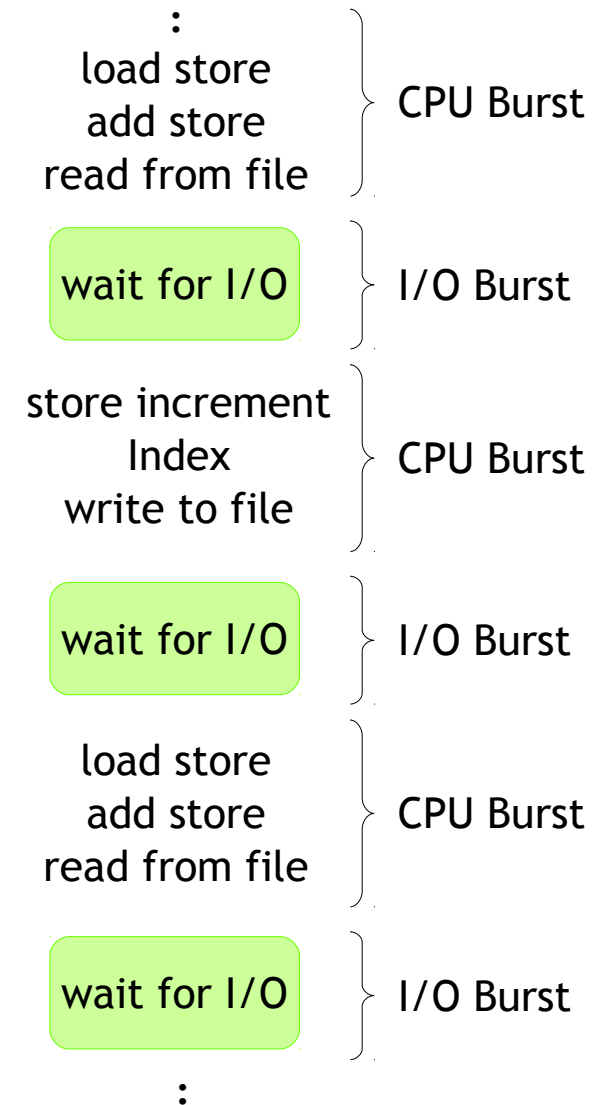 :
load store
add store
read from file
CPU Burst
wait for I/O
I/O Burst
store increment
Index
write to file
CPU Burst
wait for I/O
I/O Burst
load store
add store
read from file
CPU Burst
wait for I/O
I/O Burst
: